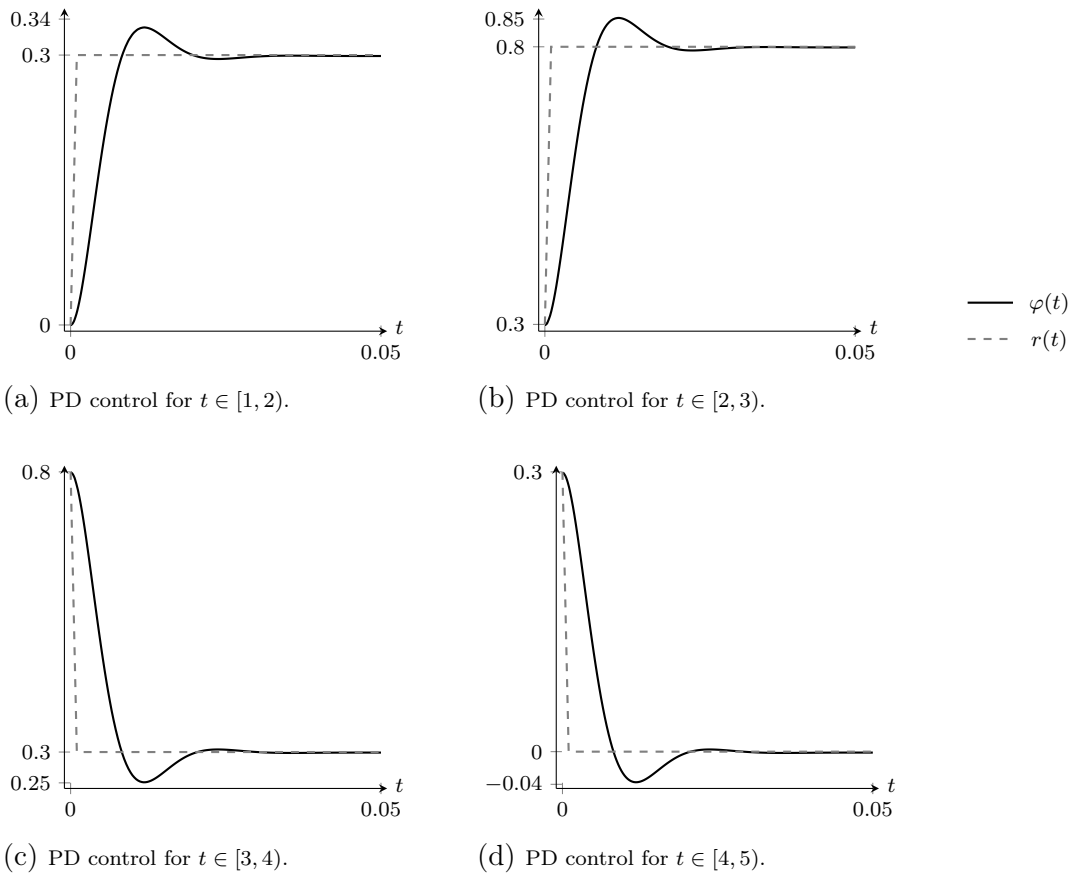 0.34
0.3
0
0
0.05
t
(a) PD control for t ∈ [1, 2).
0.85
0.8
0.3
0
0.05
t
(b) PD control for t ∈ [2, 3).
φ(t)
r(t)
0.8
0.3
0.25
0
0.05
t
(c) PD control for t ∈ [3, 4).
0.3
0
−0.04
0
0.05
t
(d) PD control for t ∈ [4, 5).